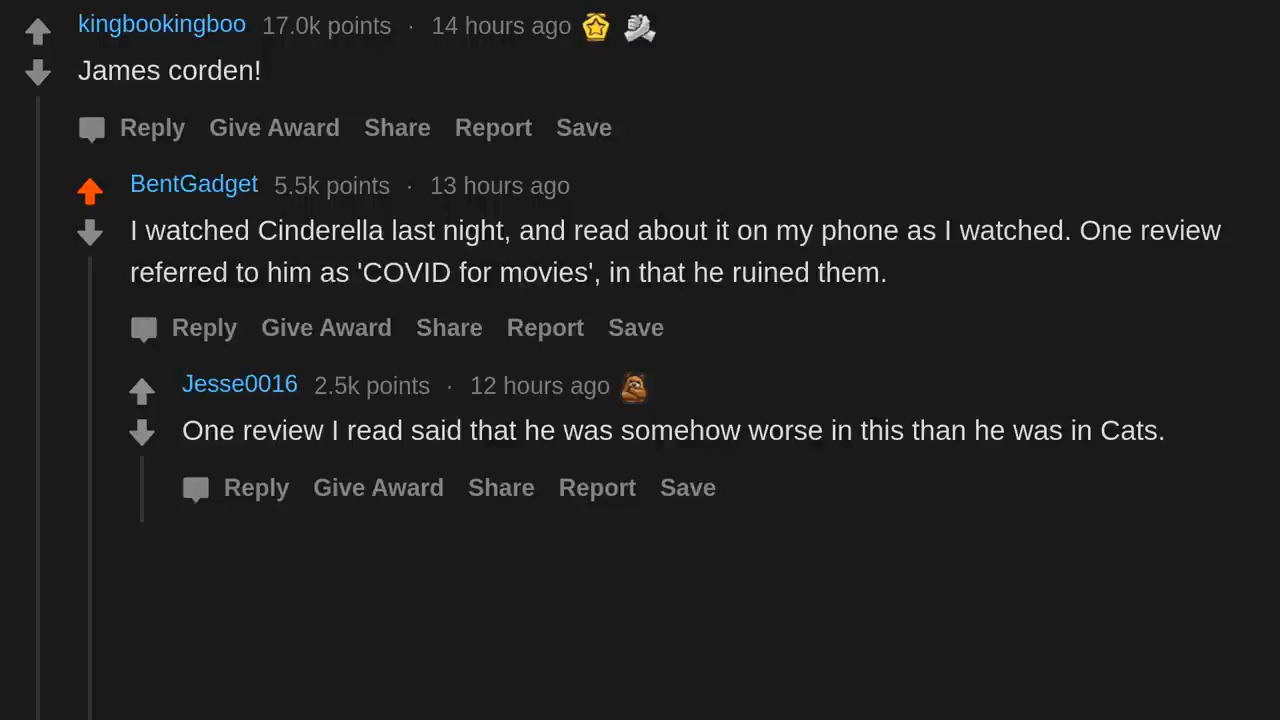 kingbookingboo 17.0k points · 14 hours ago
James corden!
Reply Give Award Share Report Save
BentGadget 5.5k points · 13 hours ago
I watched Cinderella last night, and read about it on my phone as I watched. One review
referred to him as 'COVID for movies', in that he ruined them.
Reply Give Award Share Report Save
Jesse0016 2.5k points · 12 hours ago
One review I read said that he was somehow worse in this than he was in Cats.
Reply Give Award Share Report Save